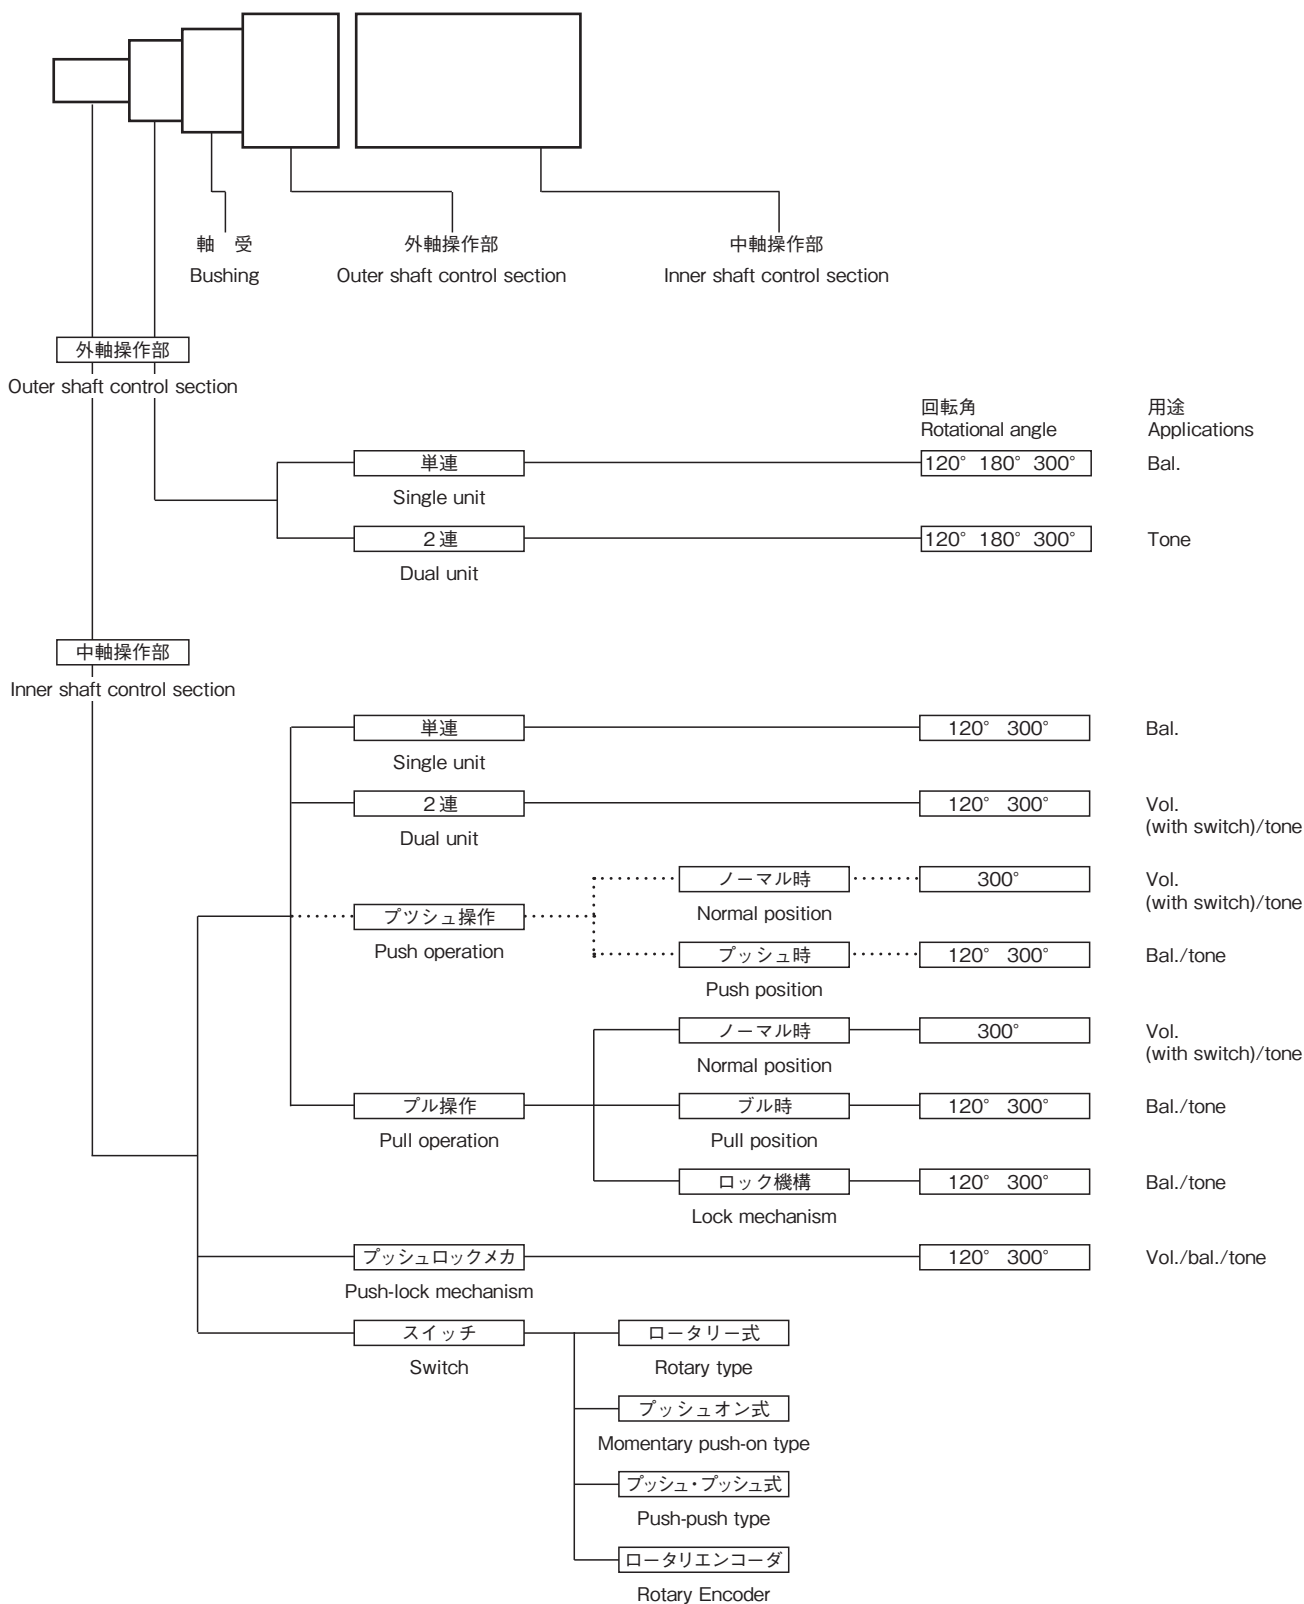 軸 受
Bushing
外軸操作部
Outer shaft control section
中軸操作部
Inner shaft control section
外軸操作部
Outer shaft control section
回転角
Rotational angle
用途
Applications
単連
Single unit
120° 180° 300°
Bal.
2連
Dual unit
120° 180° 300°
Tone
中軸操作部
Inner shaft control section
単連
Single unit
120° 300°
Bal.
2連
Dual unit
120° 300°
Vol.
(with switch)/tone
プツシュ操作
Push operation
ノーマル時
Normal position
300°
Vol.
(with switch)/tone
プッシュ時
Push position
120° 300°
Bal./tone
ノーマル時
Normal position
300°
Vol.
(with switch)/tone
プル操作
Pull operation
ブル時
Pull position
120° 300°
Bal./tone
ロック機構
Lock mechanism
120° 300°
Bal./tone
プッシュロックメカ
Push-lock mechanism
120° 300°
Vol./bal./tone
スイッチ
Switch
ロータリー式
Rotary type
プッシュオン式
Momentary push-on type
プッシュ・プッシュ式
Push-push type
ロータリエンコーダ
Rotary Encoder